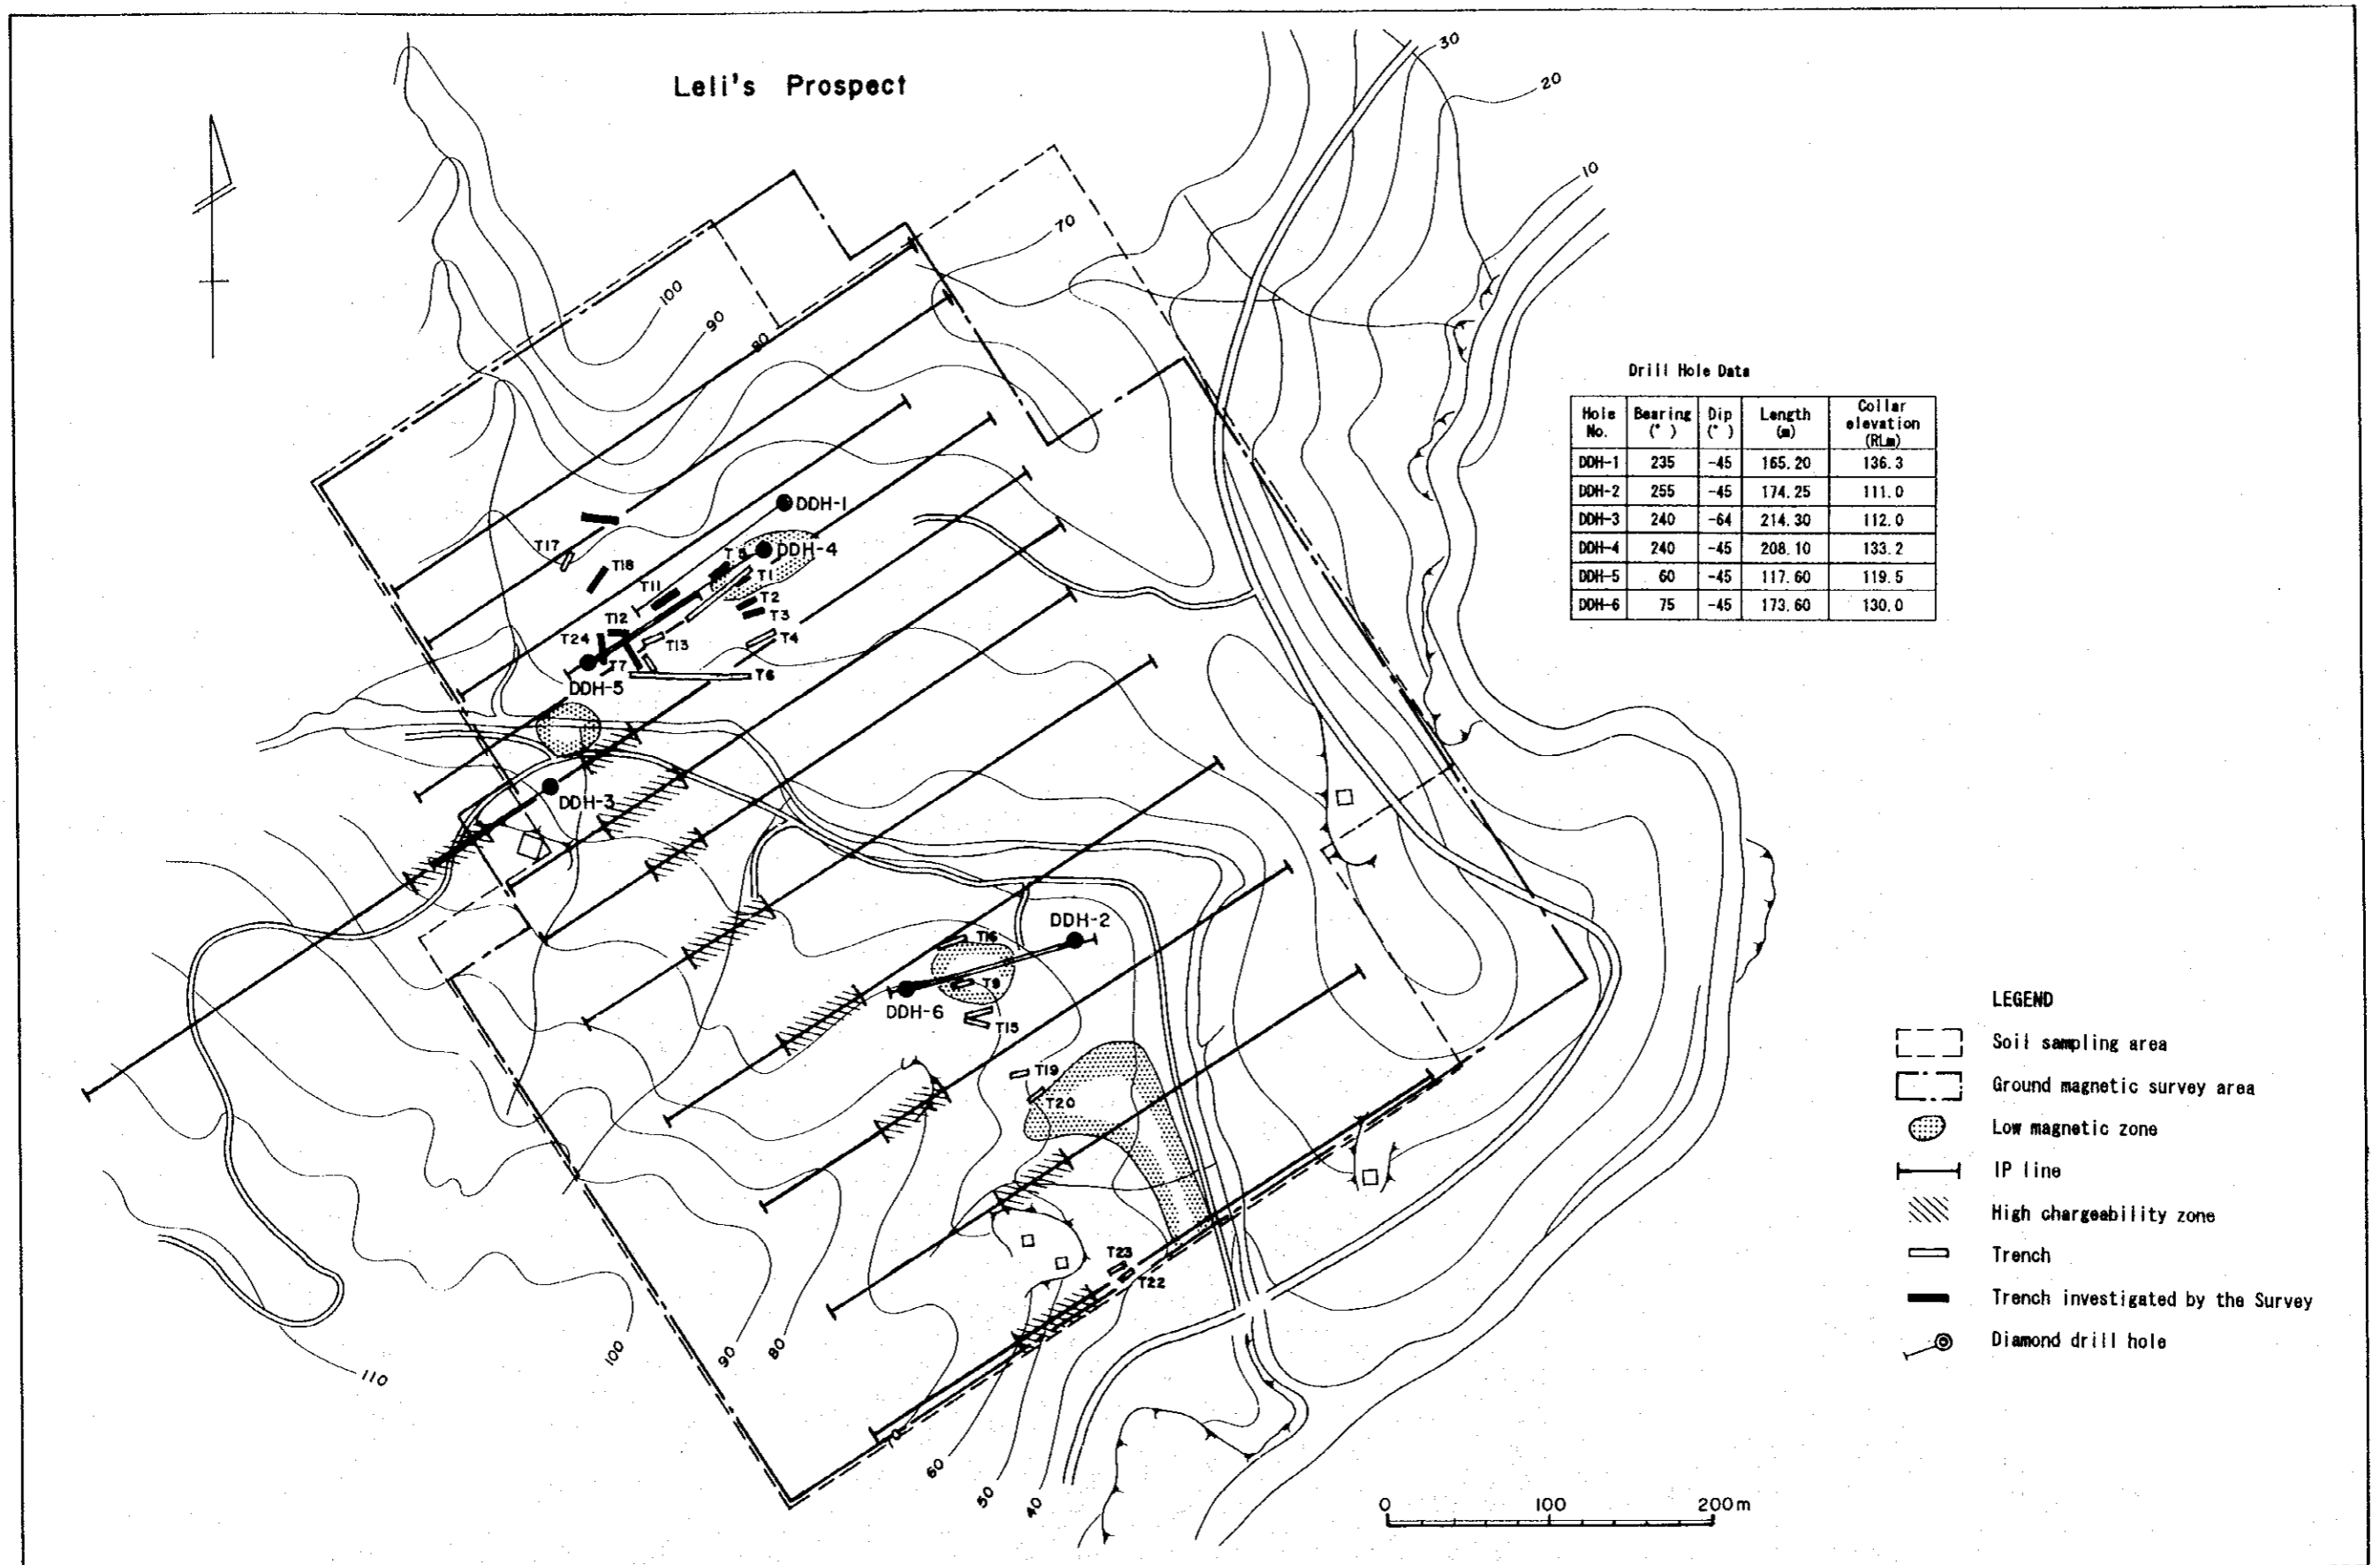 Leli's Prospect
30
20
10
70
100
90
80
Drill Hole Data
Hole No. Bearing (°) Dip (°) Length (m) Collar elevation (RLm)
DDH-1 235 -45 165.20 136.3
DDH-2 255 -45 174.25 111.0
DDH-3 240 -64 214.30 112.0
DDH-4 240 -45 208.10 133.2
DDH-5 60 -45 117.60 119.5
DDH-6 75 -45 173.60 130.0
DDH-1
T17
DDH-4
T18
T1
T11
T2
T3
T12
T24
T13
T4
T7
T6
DDH-5
DDH-3
DDH-2
T16
T9
DDH-6
T15
T19
T20
T23
T22
110
100
90
80
70
60
50
40
LEGEND
Soil sampling area
Ground magnetic survey area
Low magnetic zone
IP line
High chargeability zone
Trench
Trench investigated by the Survey
Diamond drill hole
0 100 200m